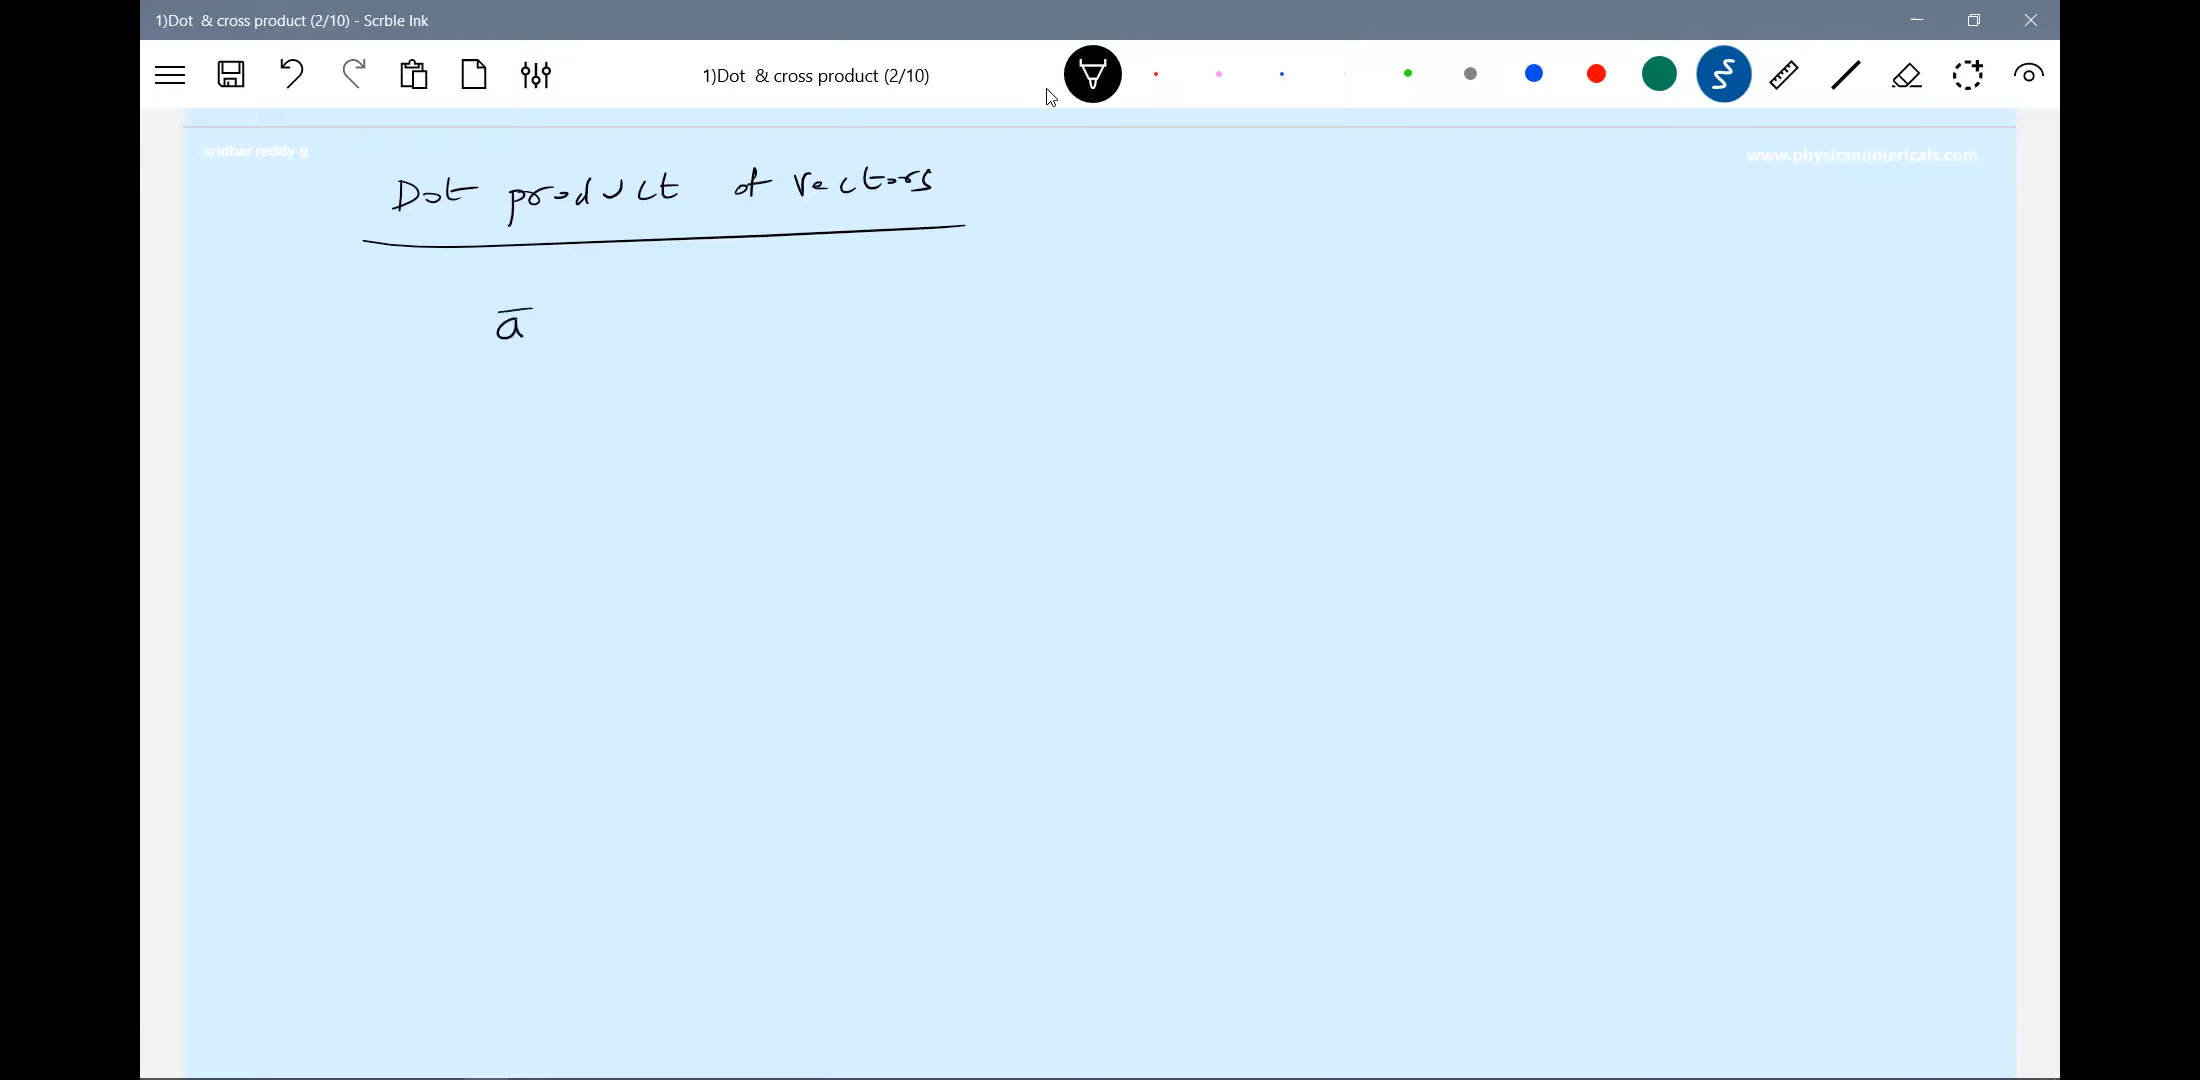 1)Dot & cross product (2/10) - Scrble Ink
1)Dot & cross product (2/10)
sridhar reddy g
www.physicsnumericals.com
Dot product of vectors
a̅